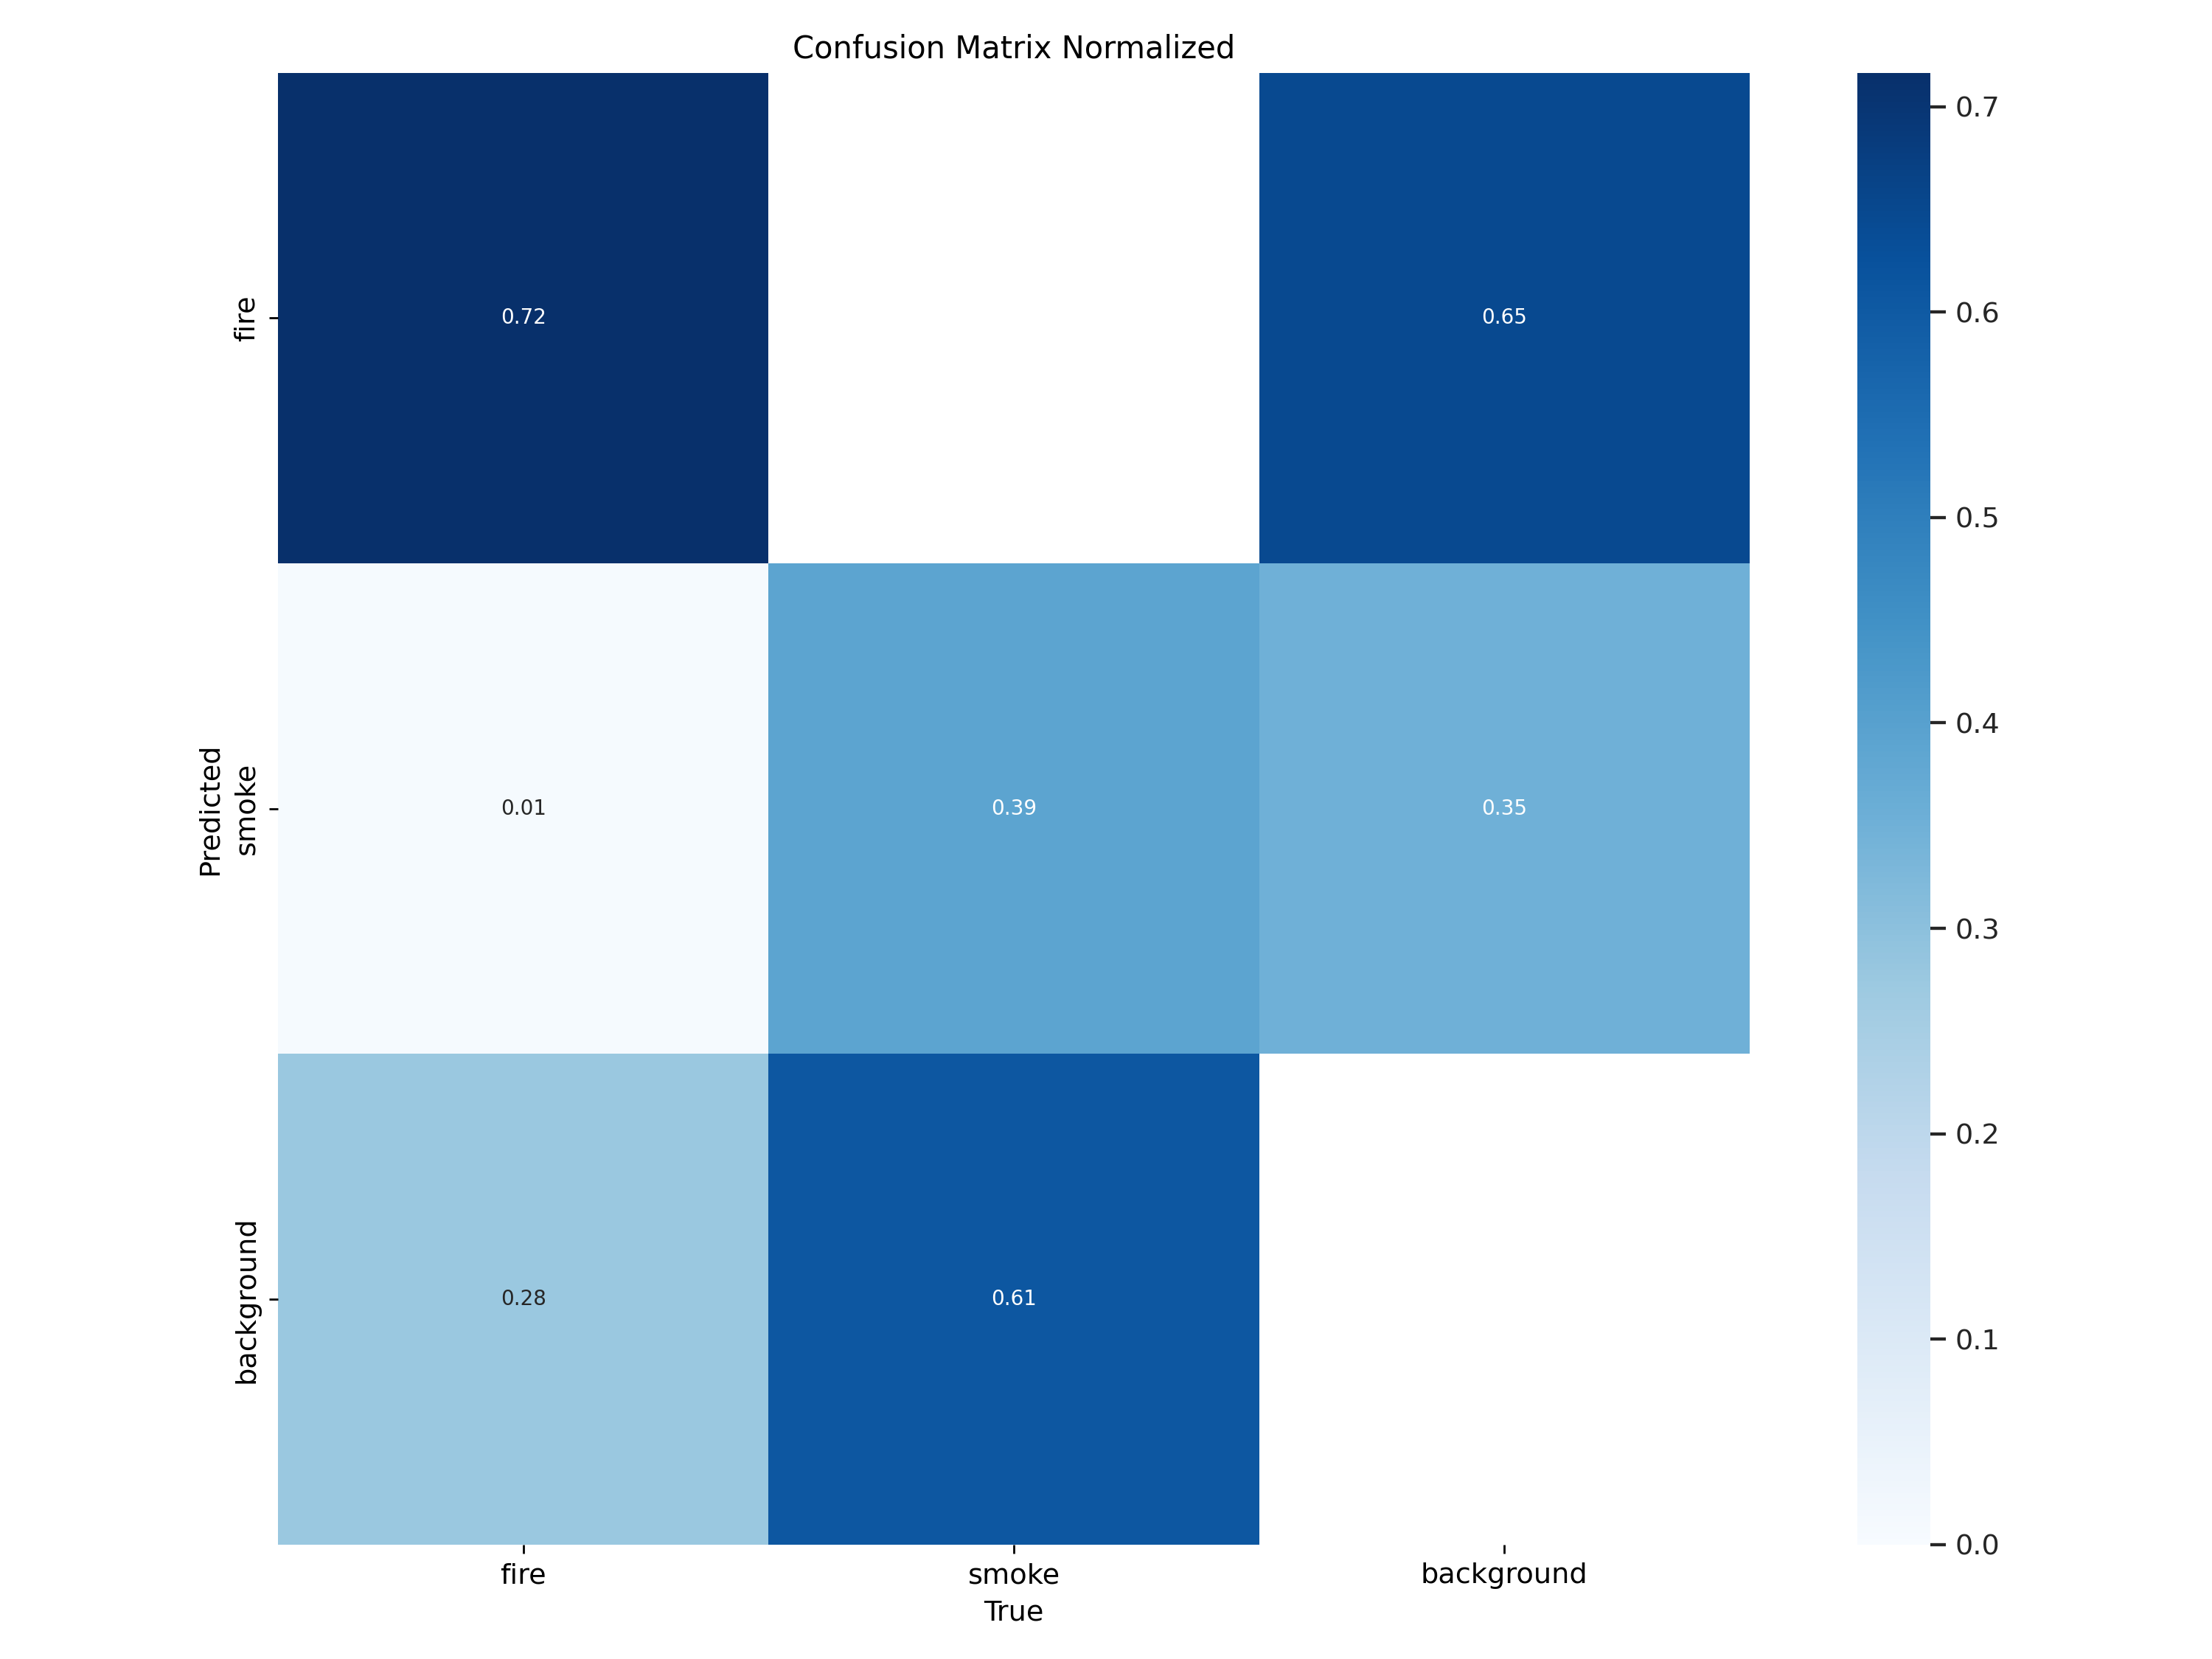 Confusion Matrix Normalized
0.7
0.72
0.65
fire
0.6
0.5
0.4
Predicted
smoke
0.01
0.39
0.35
0.3
0.2
background
0.28
0.61
0.1
0.0
fire
smoke
background
True